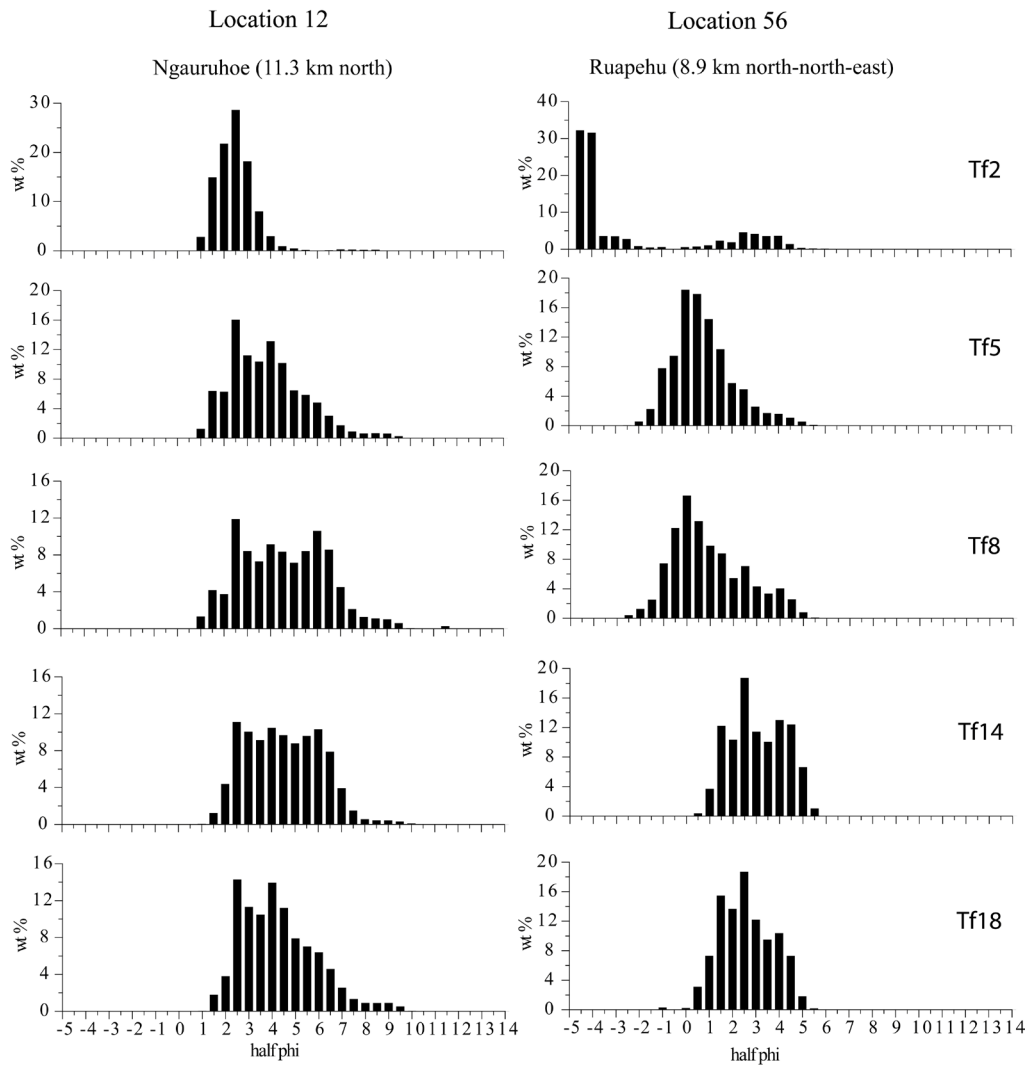 Location 12
Location 56
Ngauruhoe (11.3 km north)
Ruapehu (8.9 km north-north-east)
30
20
10
0
wt %
40
30
20
10
0
wt %
Tf2
20
16
12
8
4
0
wt %
20
16
12
8
4
0
wt %
Tf5
16
12
8
4
0
wt %
20
16
12
8
4
0
wt %
Tf8
16
12
8
4
0
wt %
20
16
12
8
4
0
wt %
Tf14
16
12
8
4
0
wt %
20
16
12
8
4
0
wt %
Tf18
-5 -4 -3 -2 -1 0 1 2 3 4 5 6 7 8 9 10 11 12 13 14
half phi
-5 -4 -3 -2 -1 0 1 2 3 4 5 6 7 8 9 10 11 12 13 14
half phi